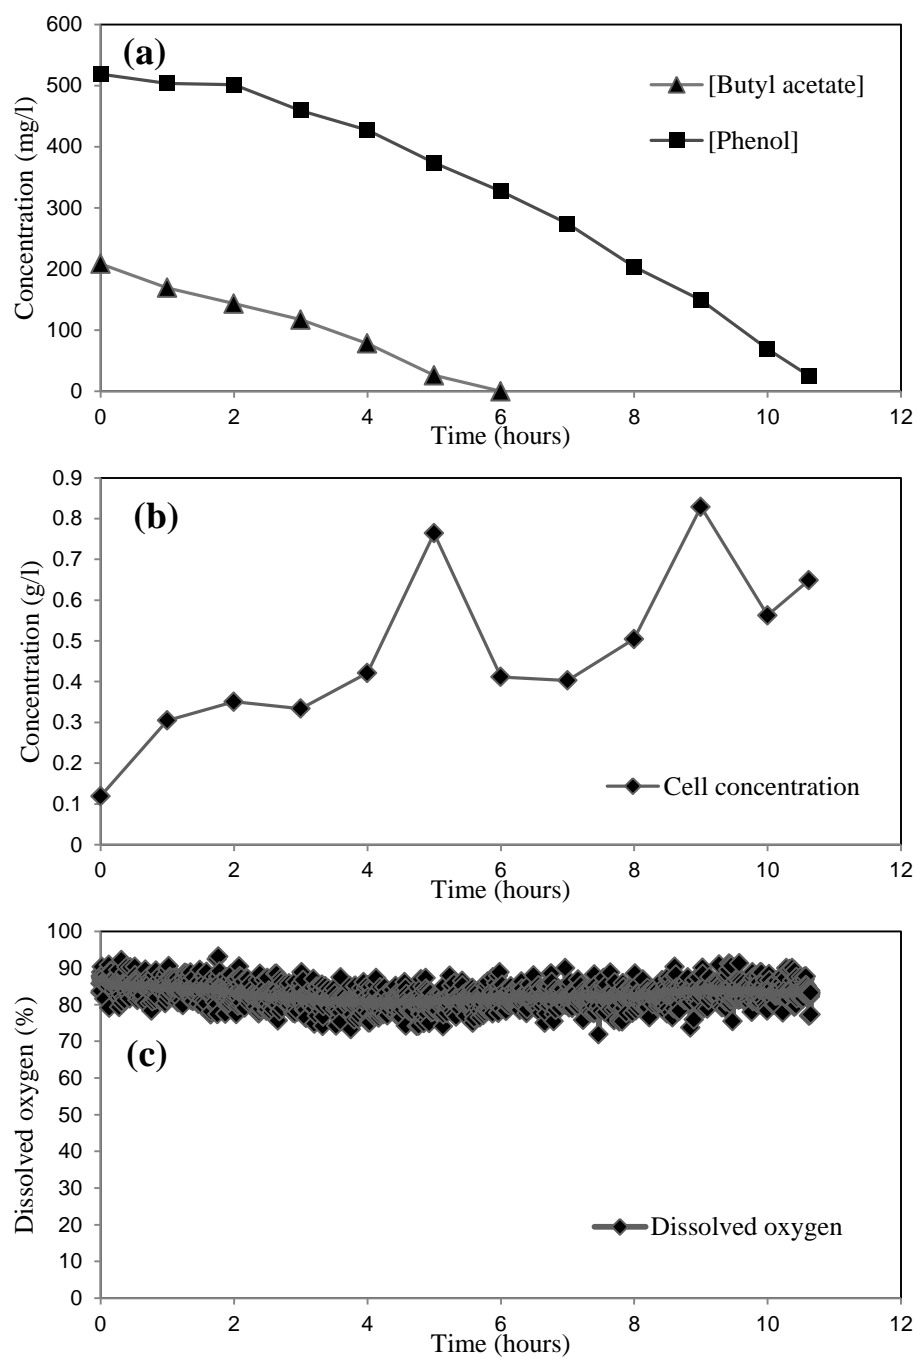 (a)
600
500
400
300
200
100
0
Concentration (mg/l)
[Butyl acetate]
[Phenol]
0 2 4 6 8 10 12
Time (hours)
(b)
0.9
0.8
0.7
0.6
0.5
0.4
0.3
0.2
0.1
0
Concentration (g/l)
Cell concentration
0 2 4 6 8 10 12
Time (hours)
100
90
80
70
60
50
40
30
20
10
0
Dissolved oxygen (%)
(c)
Dissolved oxygen
0 2 4 6 8 10 12
Time (hours)